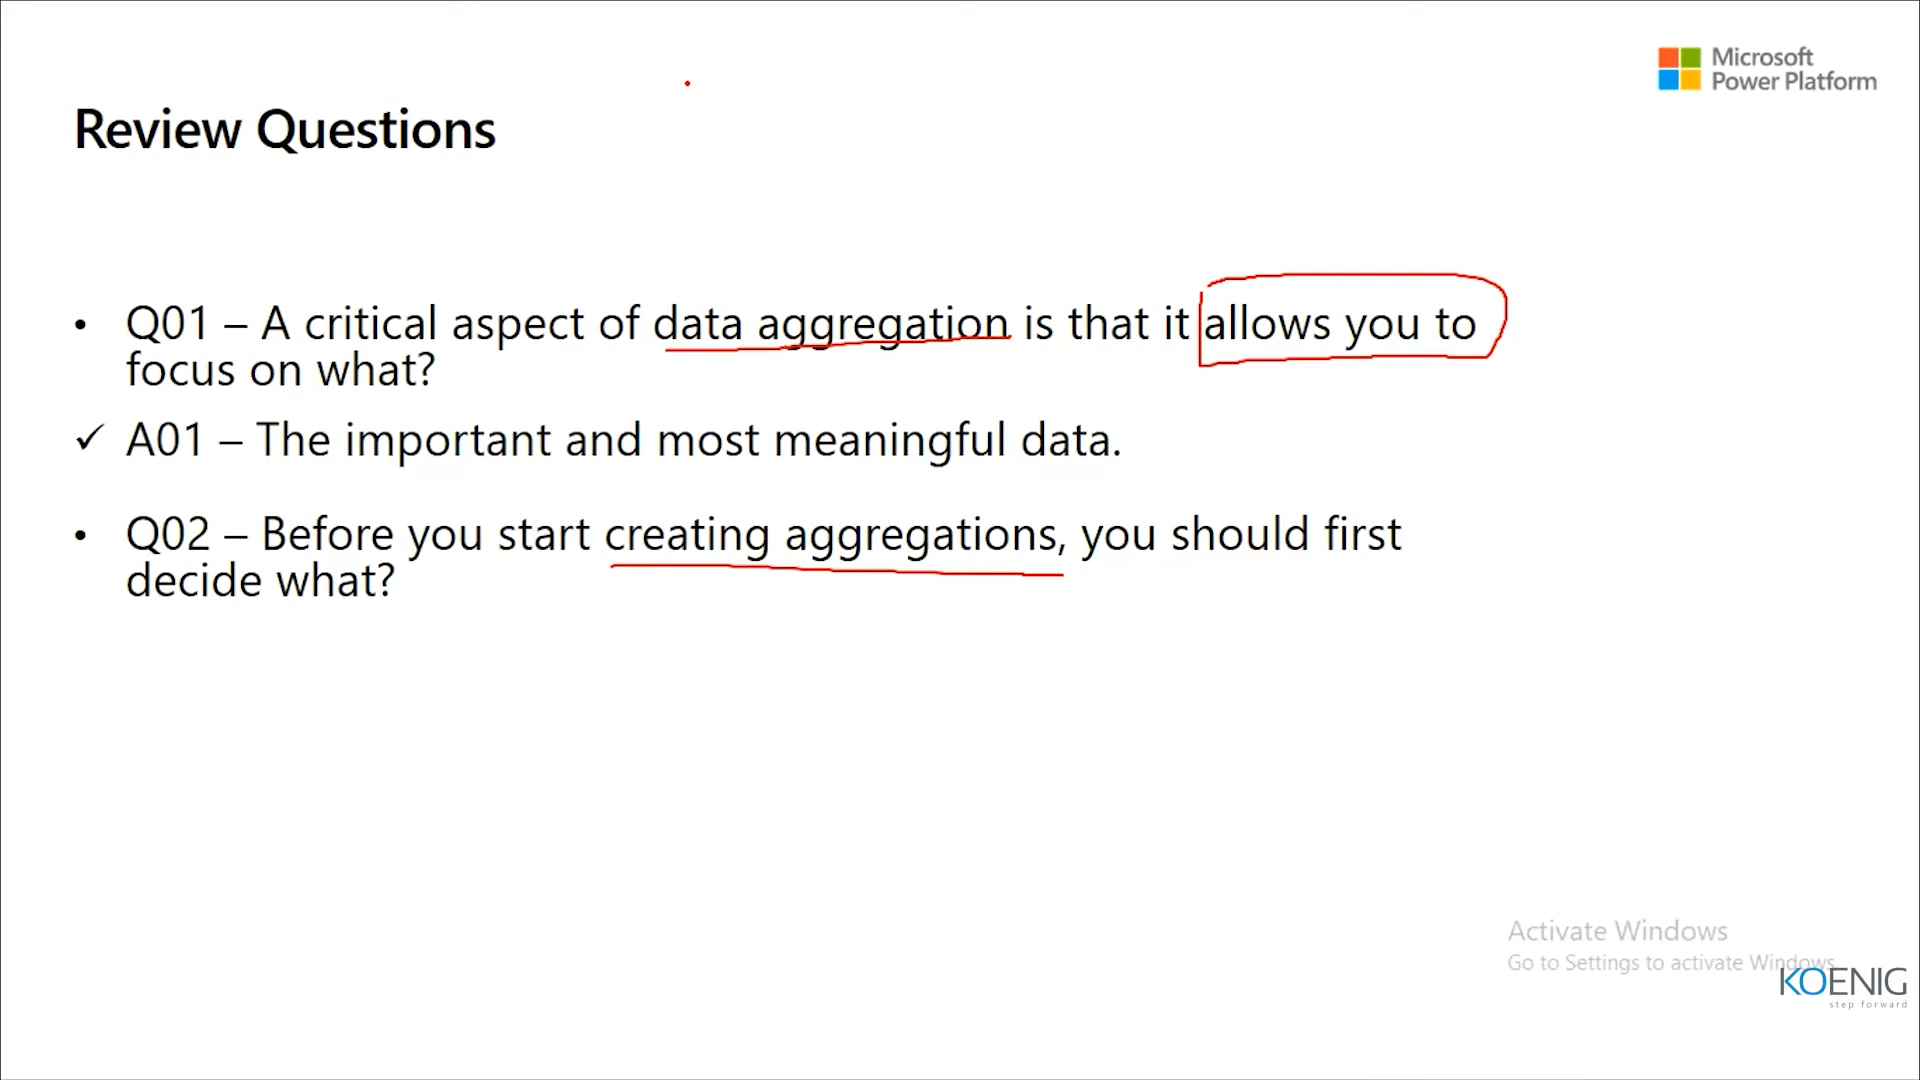 Microsoft
Power Platform
Review Questions
• Q01 – A critical aspect of data aggregation is that it allows you to
focus on what?
✓ A01 – The important and most meaningful data.
• Q02 – Before you start creating aggregations, you should first
decide what?
Activate Windows
Go to Settings to activate Windows.
KOENIG
step forward